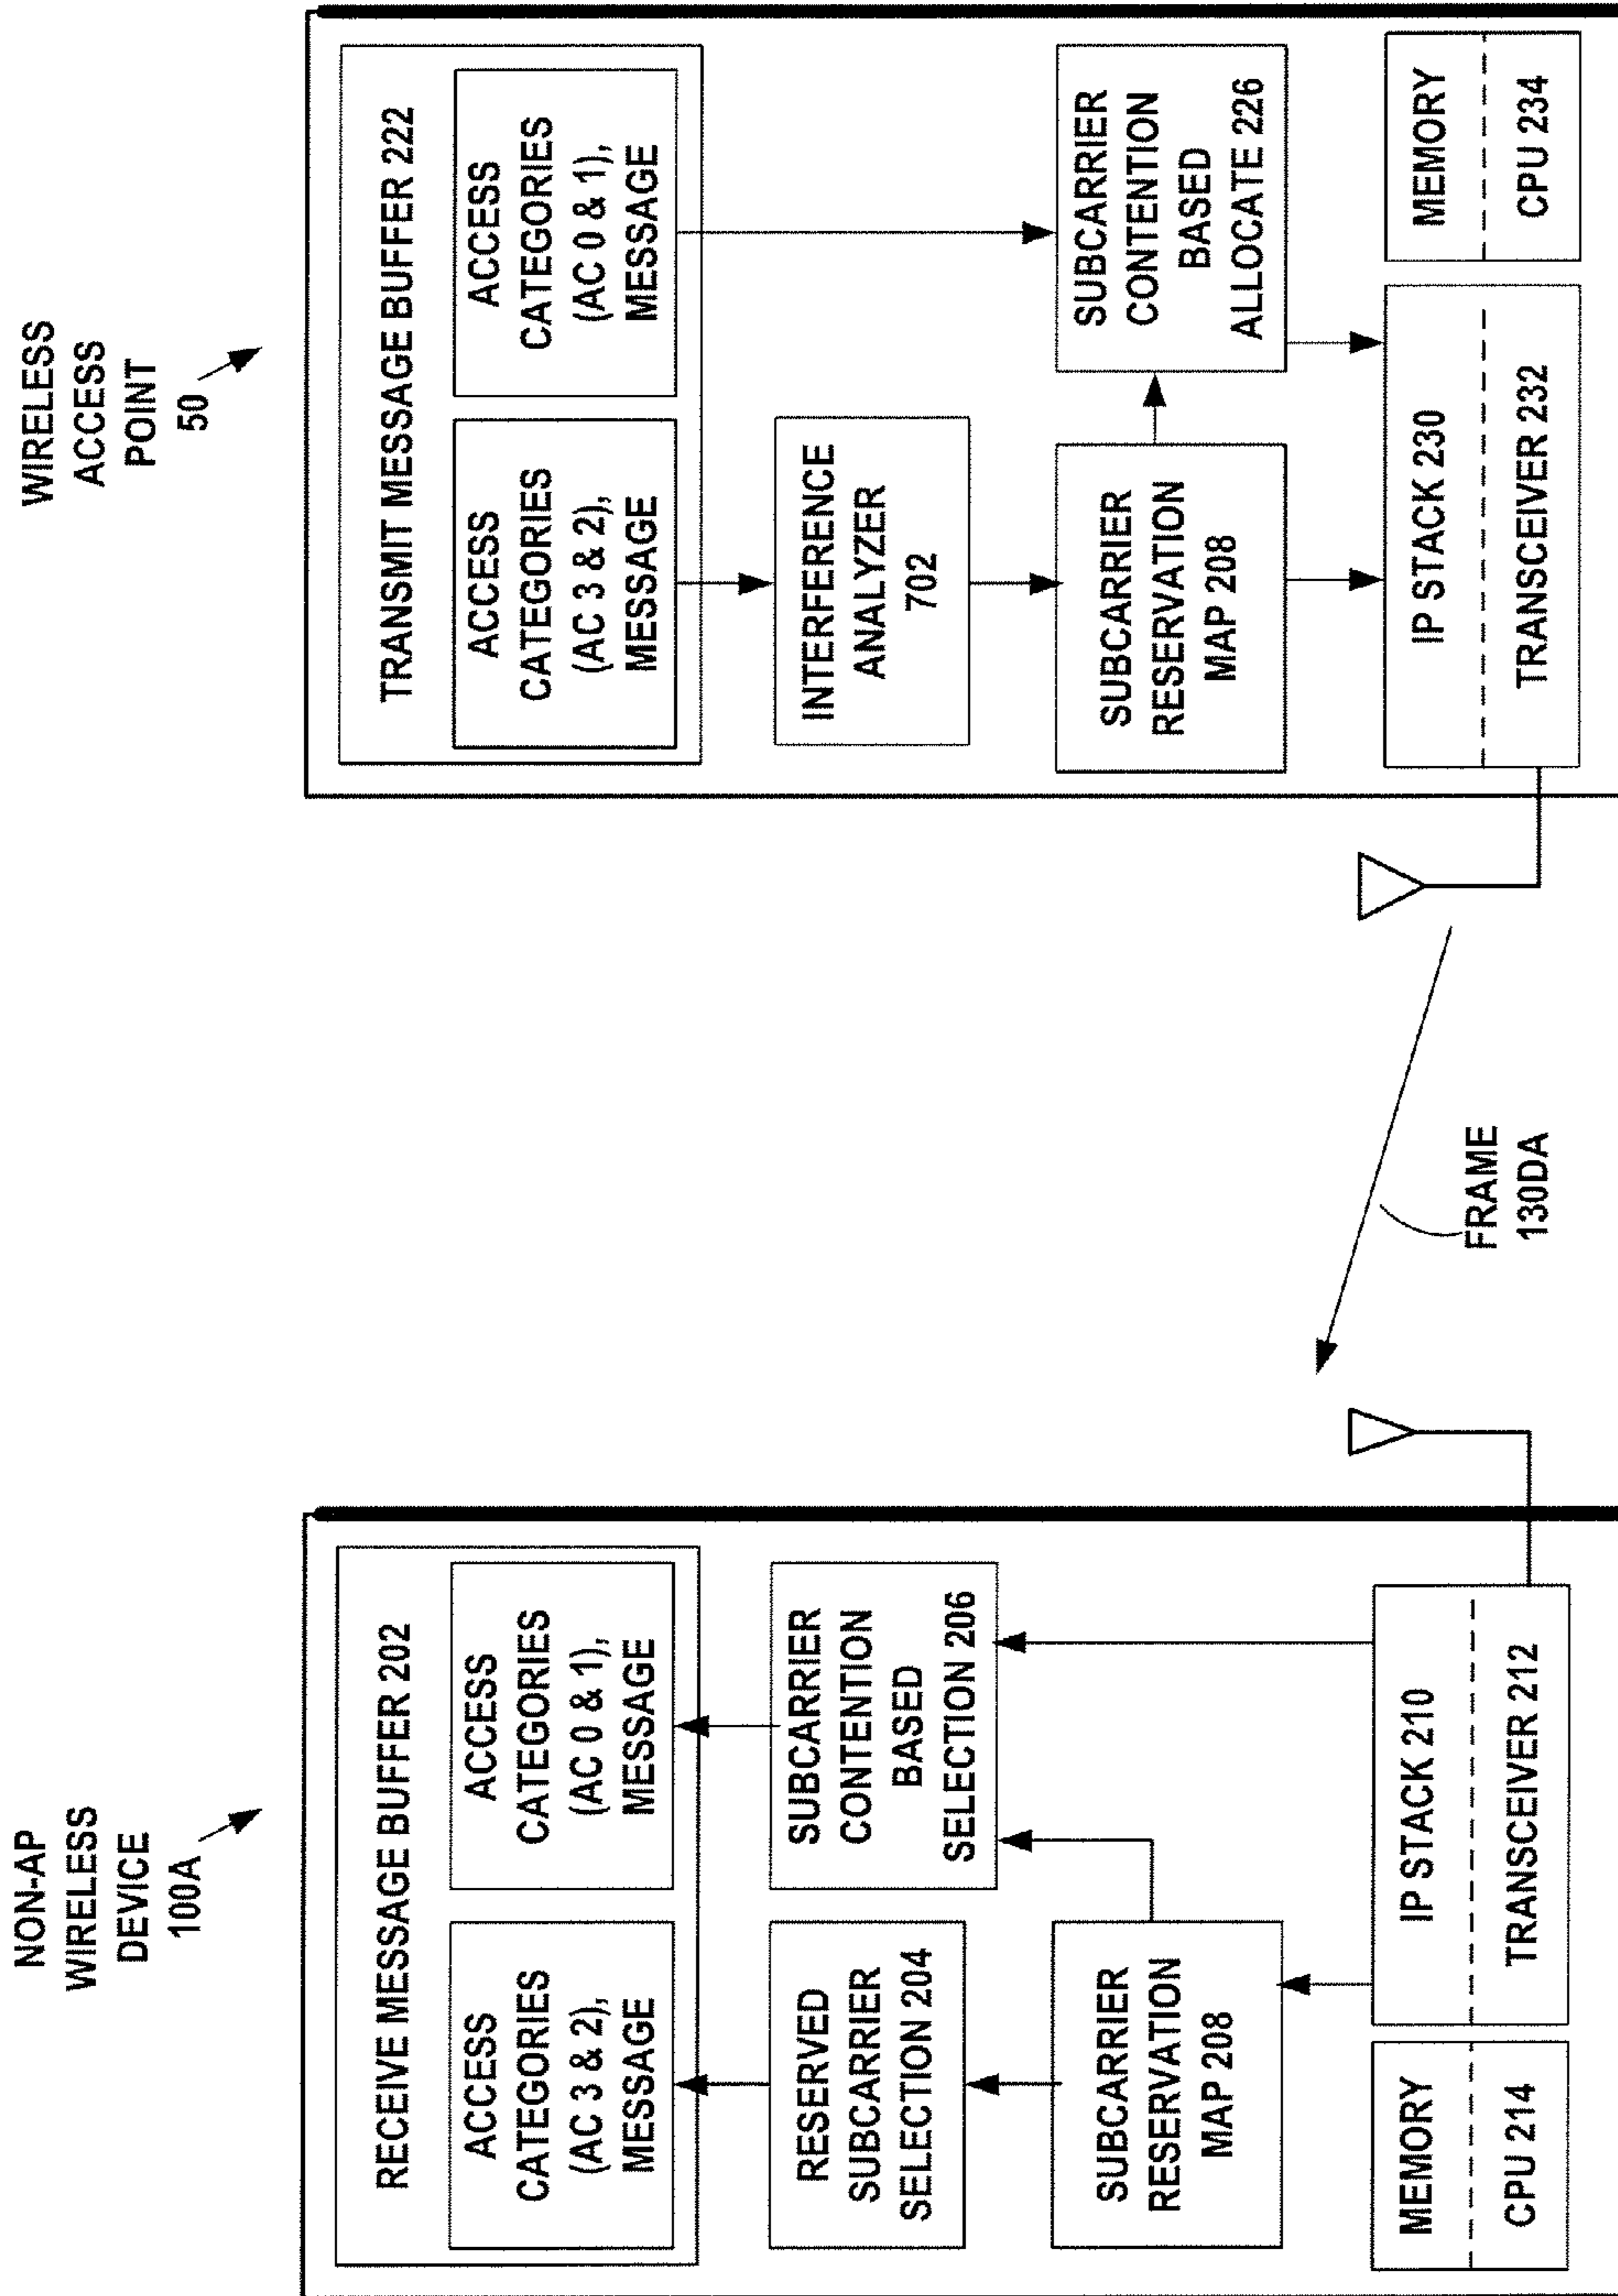 NON-AP
WIRELESS
DEVICE
100A
RECEIVE MESSAGE BUFFER 202
ACCESS
CATEGORIES
(AC 3 & 2),
MESSAGE
ACCESS
CATEGORIES
(AC 0 & 1),
MESSAGE
RESERVED
SUBCARRIER
SELECTION 204
SUBCARRIER
CONTENTION
BASED
SELECTION 206
SUBCARRIER
RESERVATION
MAP 208
MEMORY
CPU 214
IP STACK 210
TRANSCEIVER 212
FRAME
130DA
WIRELESS
ACCESS
POINT
50
TRANSMIT MESSAGE BUFFER 222
ACCESS
CATEGORIES
(AC 3 & 2),
MESSAGE
ACCESS
CATEGORIES
(AC 0 & 1),
MESSAGE
INTERFERENCE
ANALYZER
702
SUBCARRIER
RESERVATION
MAP 208
SUBCARRIER
CONTENTION
BASED
ALLOCATE 226
IP STACK 230
TRANSCEIVER 232
MEMORY
CPU 234